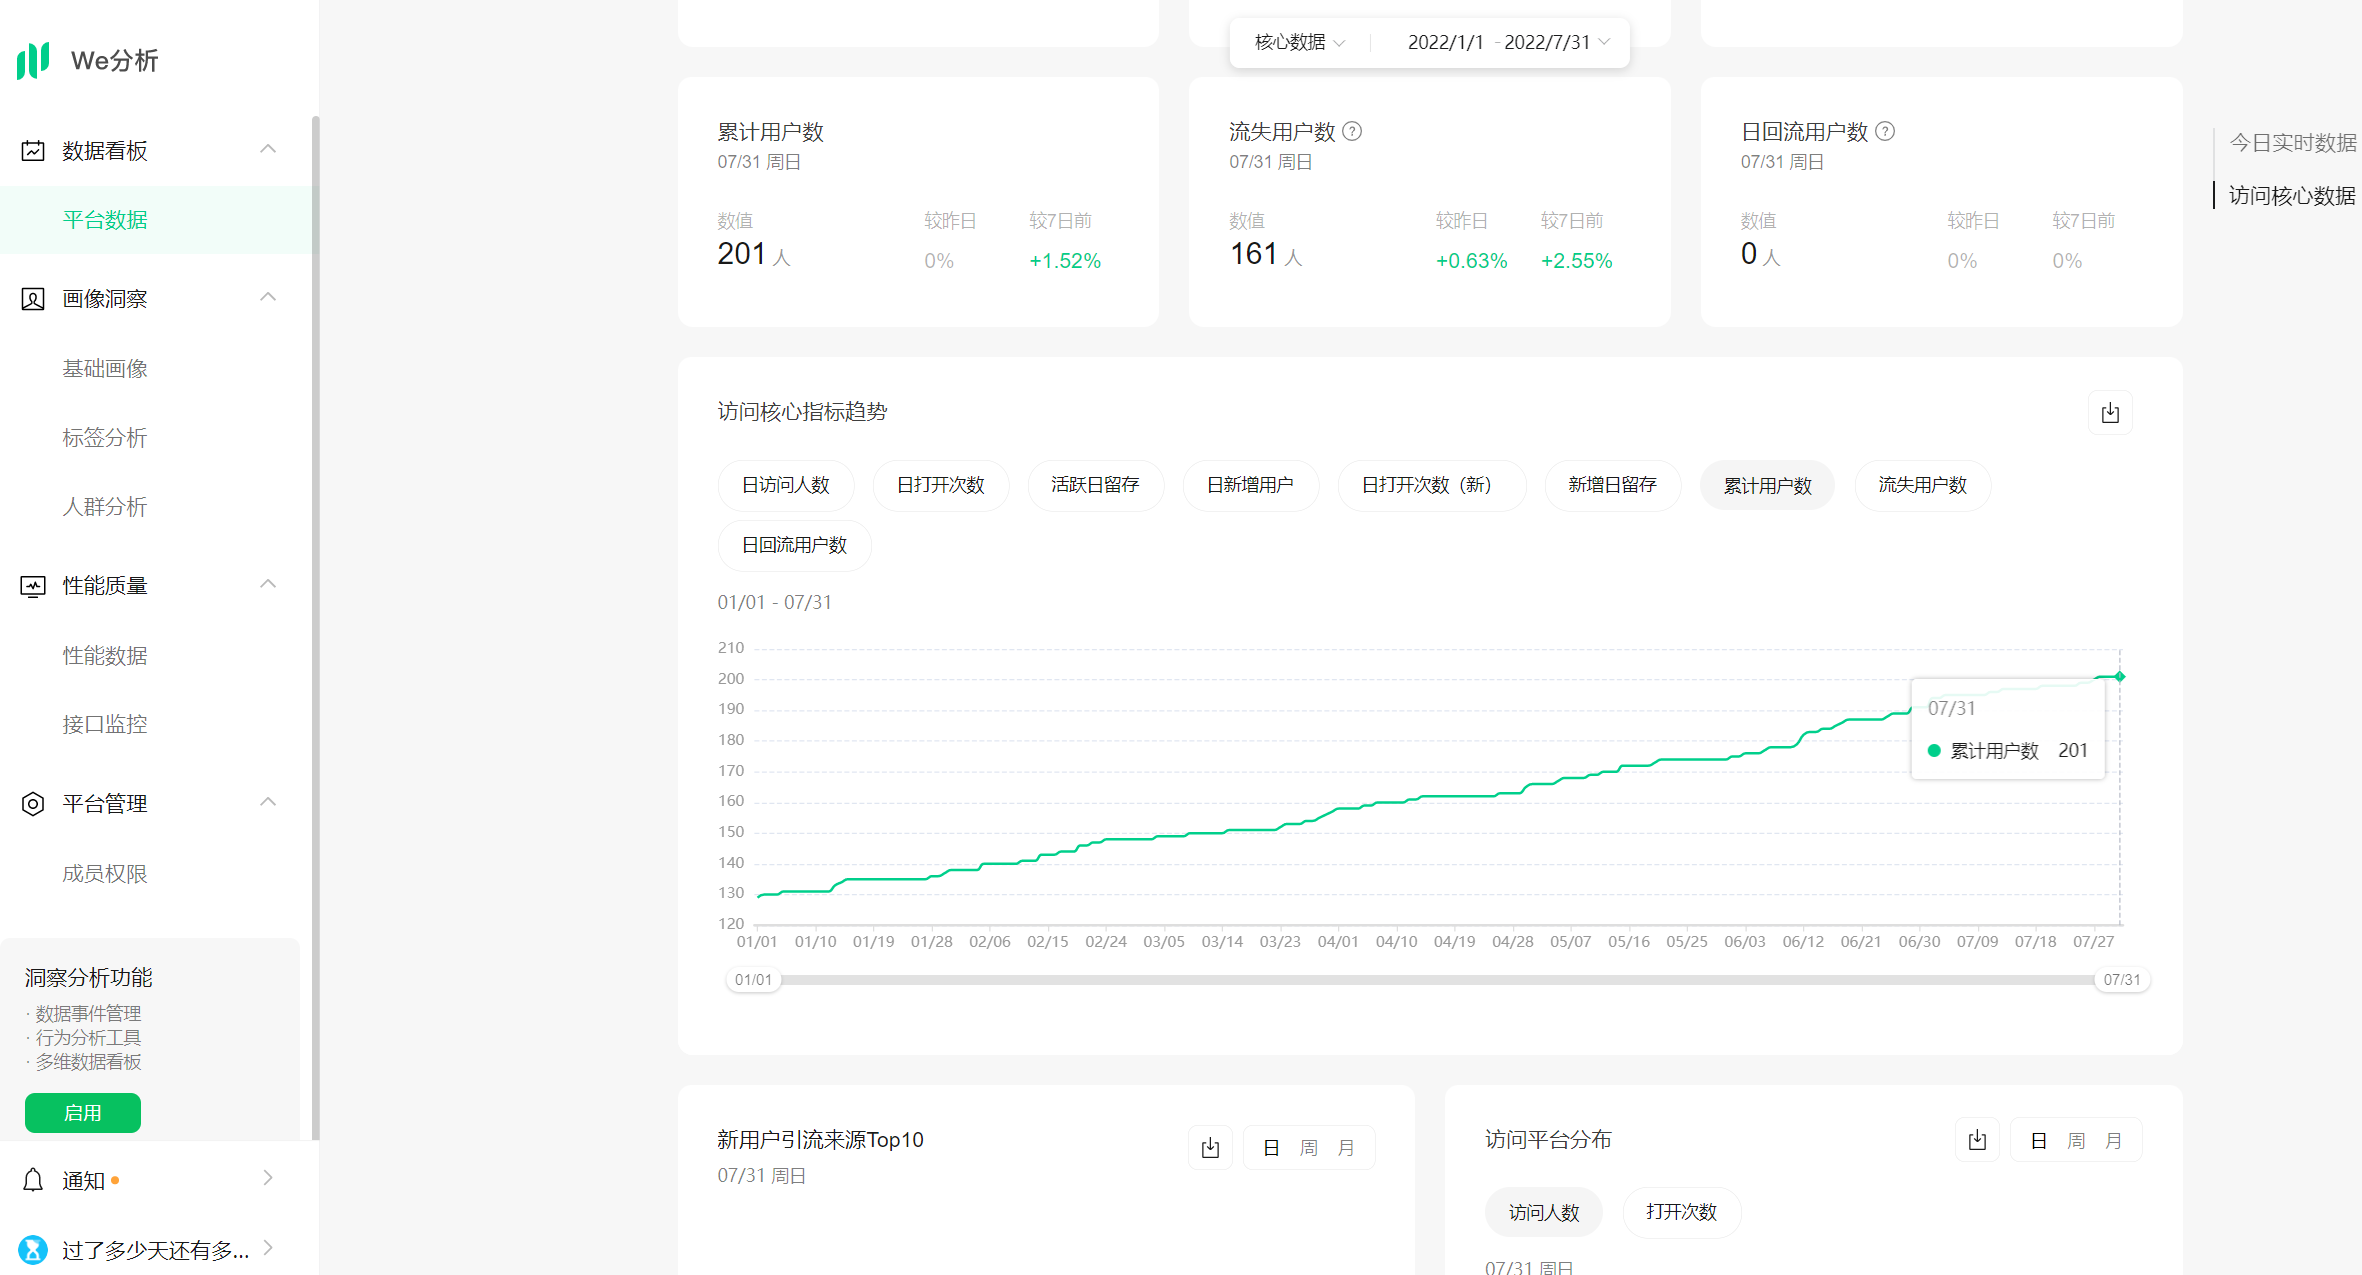 We分析
数据看板
平台数据
画像洞察
基础画像
标签分析
人群分析
性能质量
性能数据
接口监控
平台管理
成员权限
洞察分析功能
· 数据事件管理
· 行为分析工具
· 多维数据看板
启用
通知
过了多少天还有多...
核心数据 2022/1/1 - 2022/7/31
累计用户数
07/31 周日
数值 较昨日 较7日前
201 人 0% +1.52%
流失用户数 ?
07/31 周日
数值 较昨日 较7日前
161 人 +0.63% +2.55%
日回流用户数 ?
07/31 周日
数值 较昨日 较7日前
0 人 0% 0%
今日实时数据
访问核心数据
访问核心指标趋势
日访问人数 日打开次数 活跃日留存 日新增用户 日打开次数（新） 新增日留存 累计用户数 流失用户数
日回流用户数
01/01 - 07/31
210
200
190
180
170
160
150
140
130
120
07/31
累计用户数 201
01/01 01/10 01/19 01/28 02/06 02/15 02/24 03/05 03/14 03/23 04/01 04/10 04/19 04/28 05/07 05/16 05/25 06/03 06/12 06/21 06/30 07/09 07/18 07/27
01/01 07/31
新用户引流来源Top10
日 周 月
07/31 周日
访问平台分布
日 周 月
访问人数 打开次数
07/31 周日